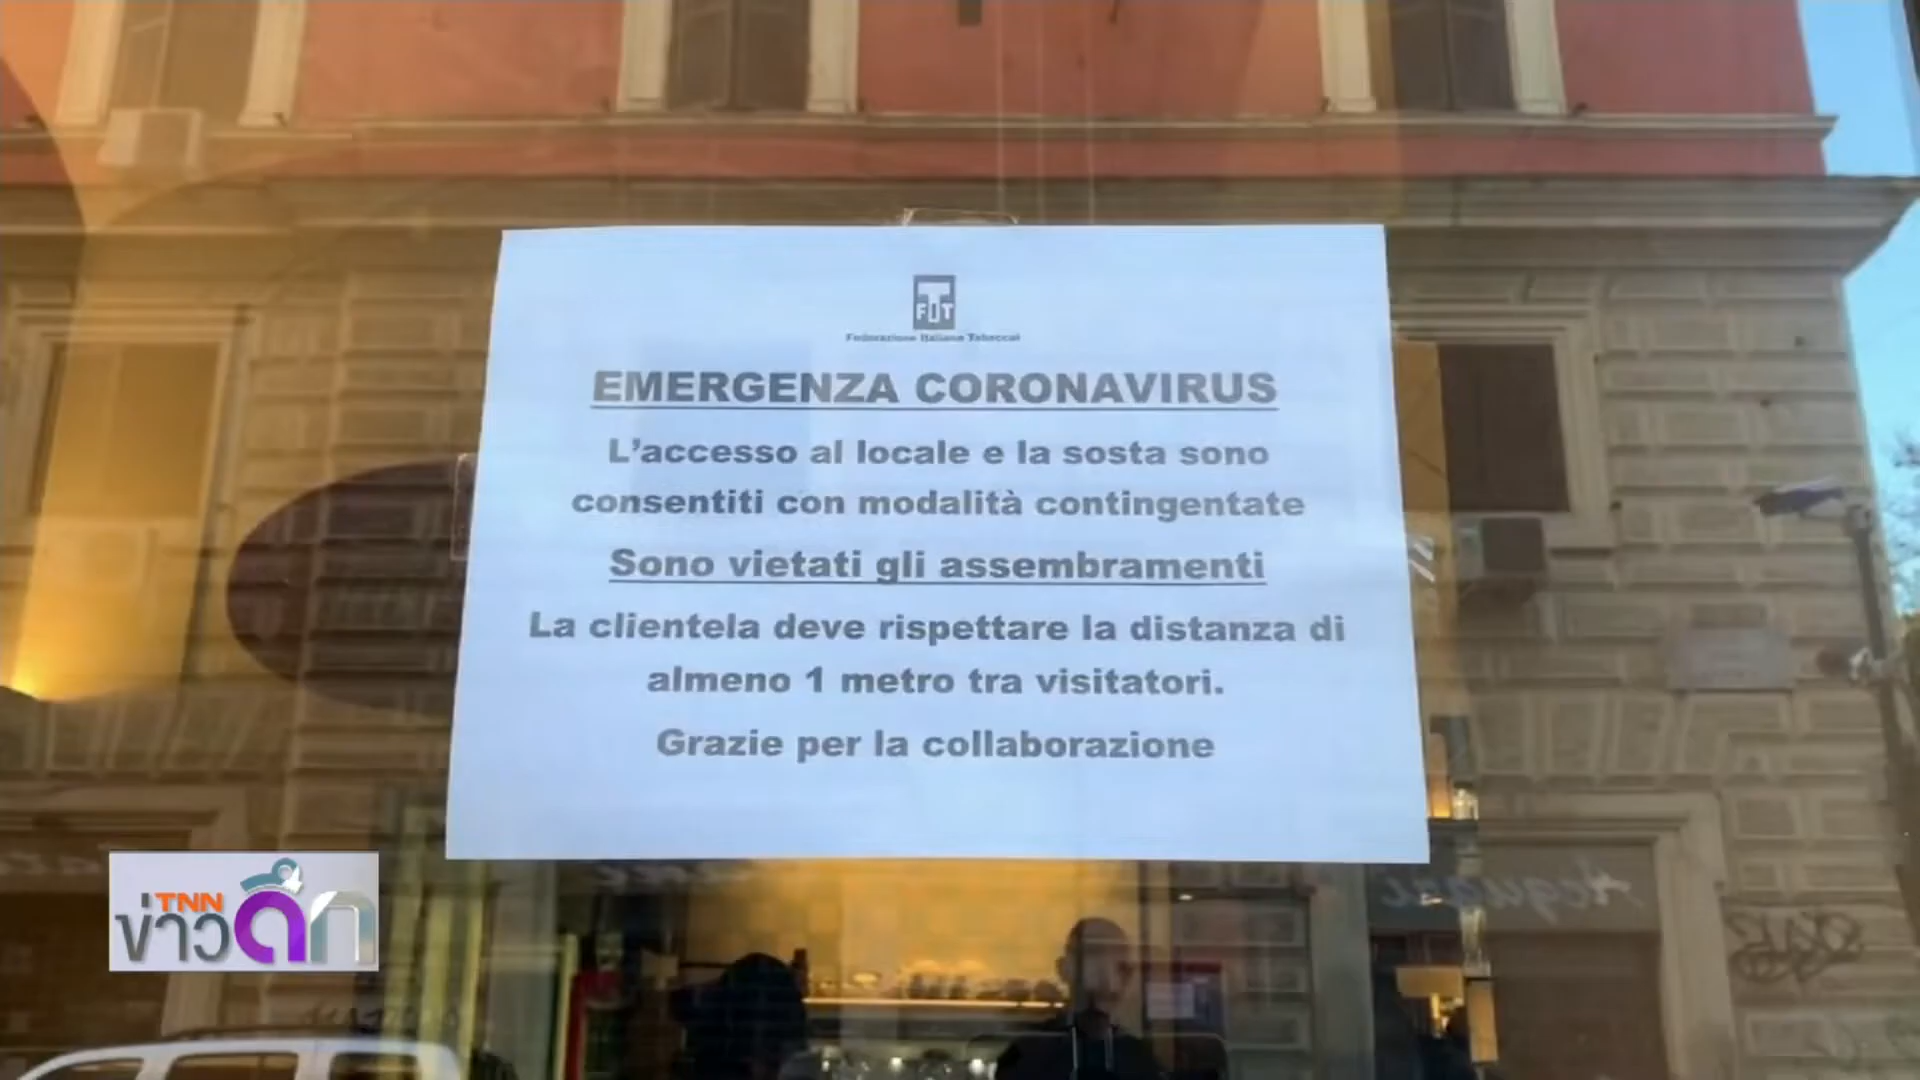 FIT
Federazione Italiana Tabaccai
EMERGENZA CORONAVIRUS
L'accesso al locale e la sosta sono
consentiti con modalità contingentate
Sono vietati gli assembramenti
La clientela deve rispettare la distanza di
almeno 1 metro tra visitatori.
Grazie per la collaborazione
TNN
ข่าวดึก